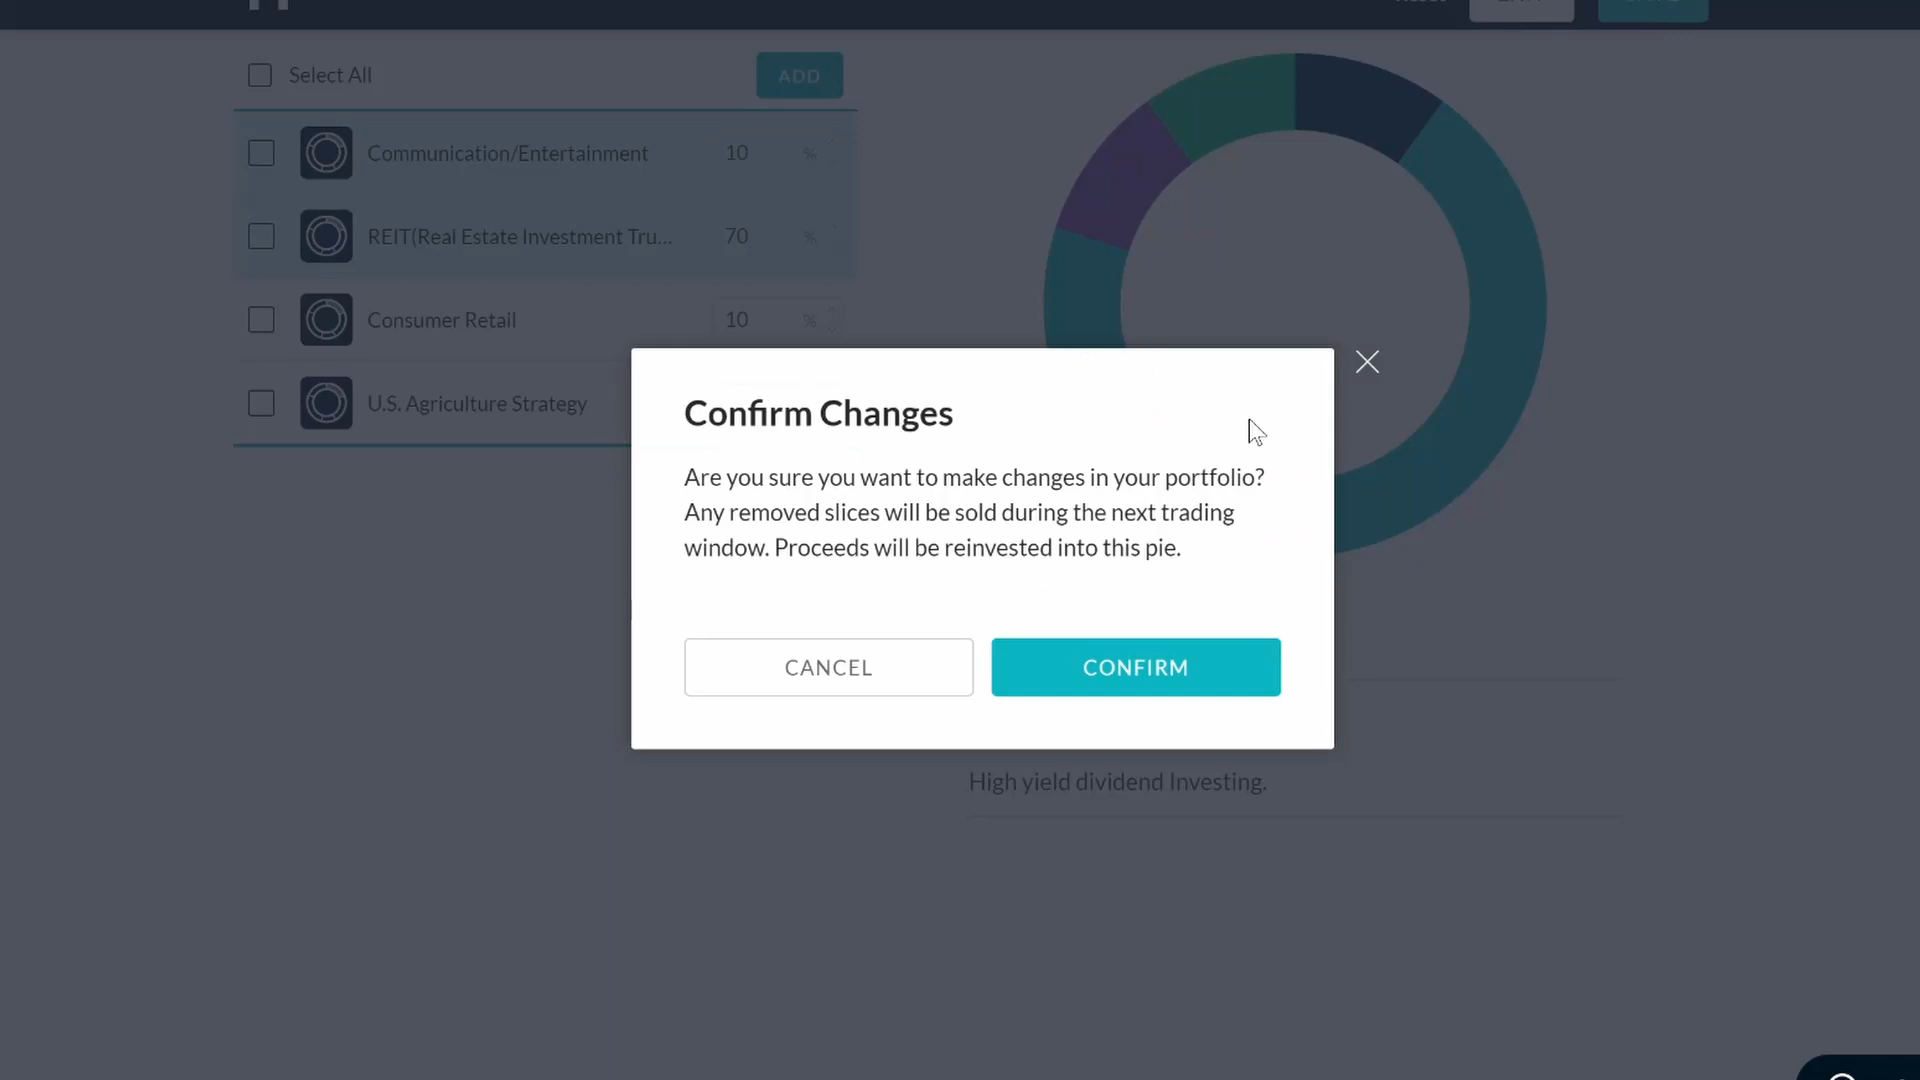 Select All
ADD
Communication/Entertainment 10 %
REIT(Real Estate Investment Tru... 70 %
Consumer Retail 10 %
U.S. Agriculture Strategy
Confirm Changes
Are you sure you want to make changes in your portfolio?
Any removed slices will be sold during the next trading
window. Proceeds will be reinvested into this pie.
CANCEL
CONFIRM
High yield dividend Investing.